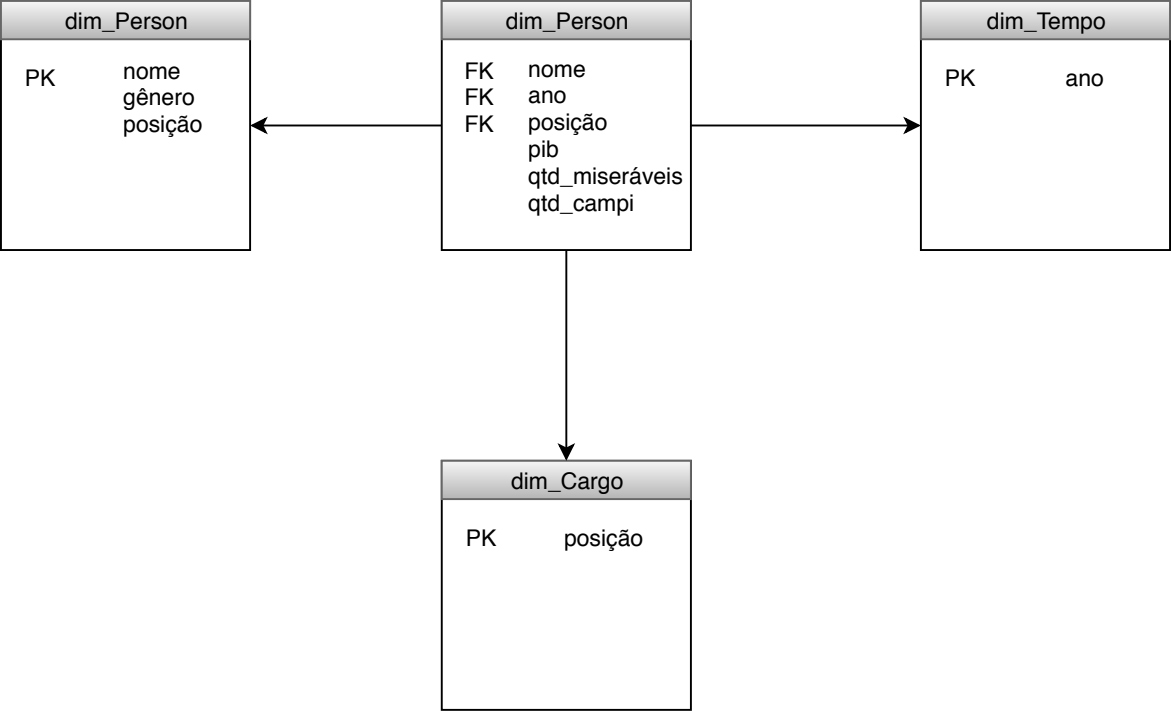 dim_Person
PK nome
gênero
posição
dim_Person
FK nome
FK ano
FK posição
pib
qtd_miseráveis
qtd_campi
dim_Tempo
PK ano
dim_Cargo
PK posição